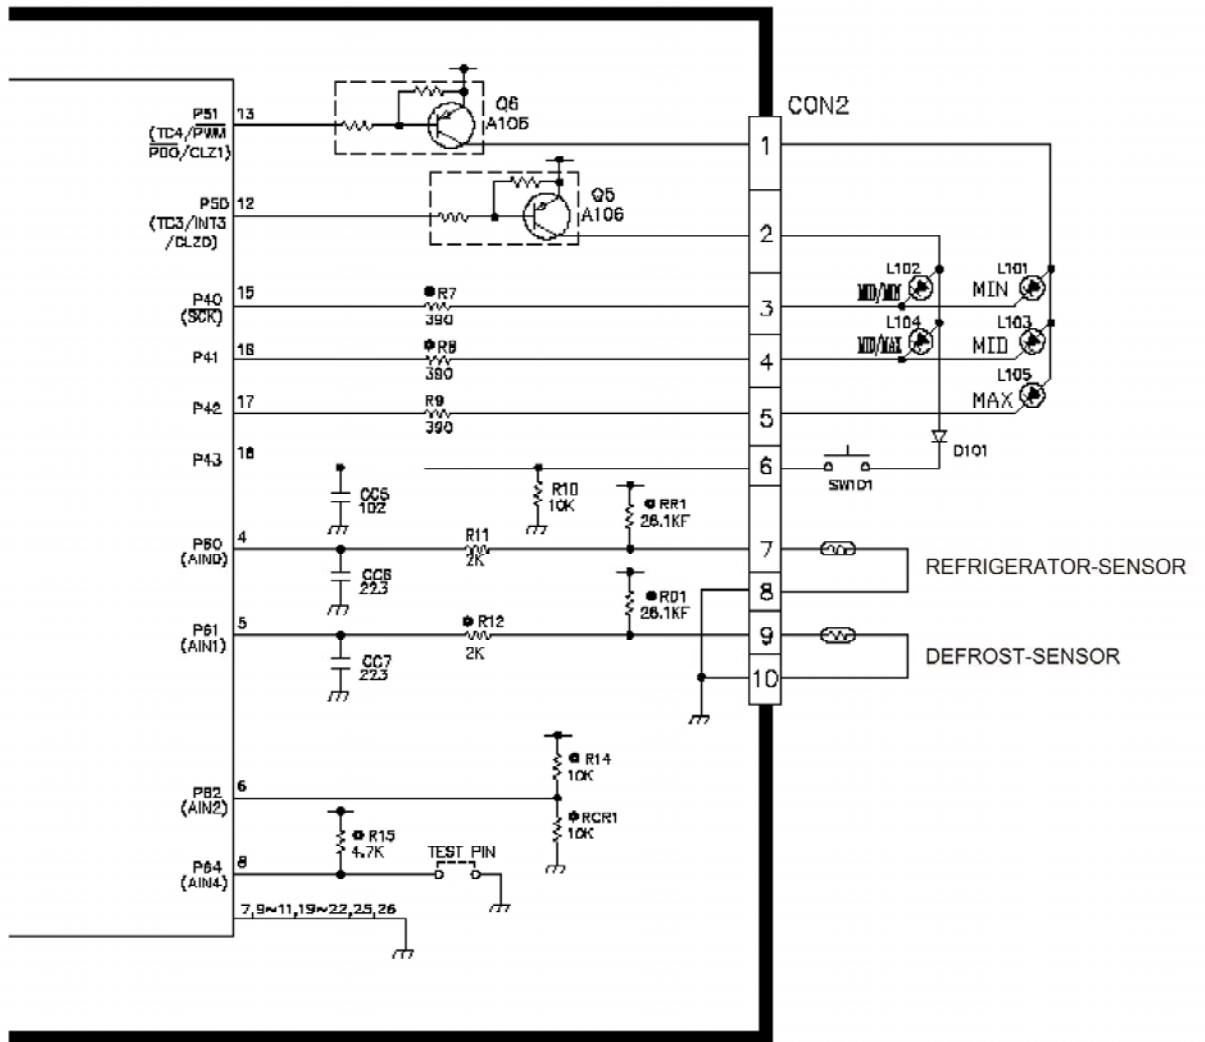 CON2
P51
13
(TC4/PWM
PDO/CLZ1)
Q6
A106
1
P50
12
(TC3/INT3
/CLZ0)
Q5
A106
2
P40
15
(SCK)
R7
390
3
L102
MID/MIN
L101
MIN
P41
16
R8
390
4
L104
MID/MAX
L103
MID
P42
17
R9
390
5
L105
MAX
P43
18
6
SW101
D101
CC5
102
R10
10K
RR1
26.1KF
P60
4
(AIN0)
R11
2K
7
REFRIGERATOR-SENSOR
CC6
223
RD1
26.1KF
8
P61
5
(AIN1)
R12
2K
9
DEFROST-SENSOR
CC7
223
10
R14
10K
P62
6
(AIN2)
RCR1
10K
R15
4.7K
TEST PIN
P64
8
(AIN4)
7,9~11,19~22,25,26